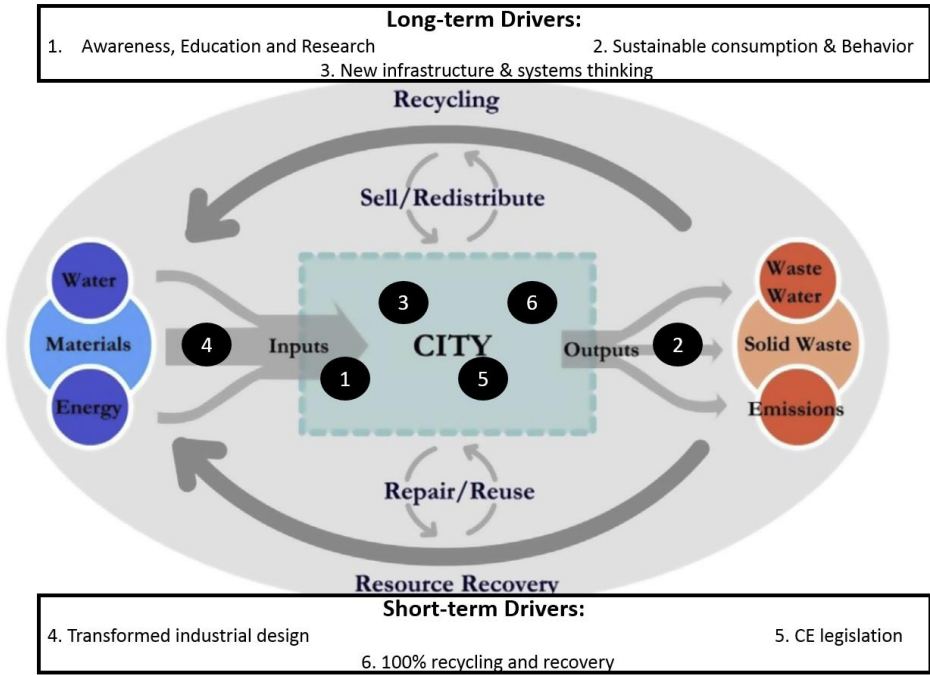 Long-term Drivers:
1. Awareness, Education and Research 2. Sustainable consumption & Behavior
3. New infrastructure & systems thinking
Recycling
Sell/Redistribute
Water
Materials
Energy
4
Inputs
1
3
6
CITY
5
Outputs
2
Waste
Water
Solid Waste
Emissions
Repair/Reuse
Resource Recovery
Short-term Drivers:
4. Transformed industrial design 5. CE legislation
6. 100% recycling and recovery